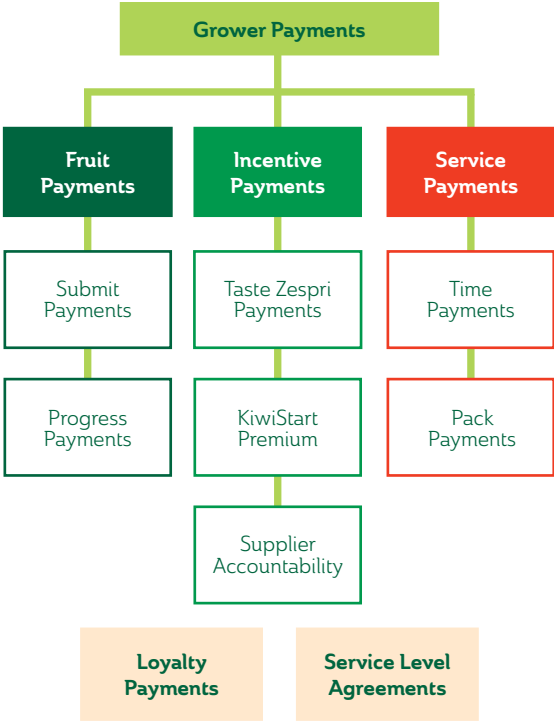 Grower Payments
Fruit
Payments
Incentive
Payments
Service
Payments
Submit
Payments
Taste Zespri
Payments
Time
Payments
Progress
Payments
KiwiStart
Premium
Pack
Payments
Supplier
Accountability
Loyalty
Payments
Service Level
Agreements